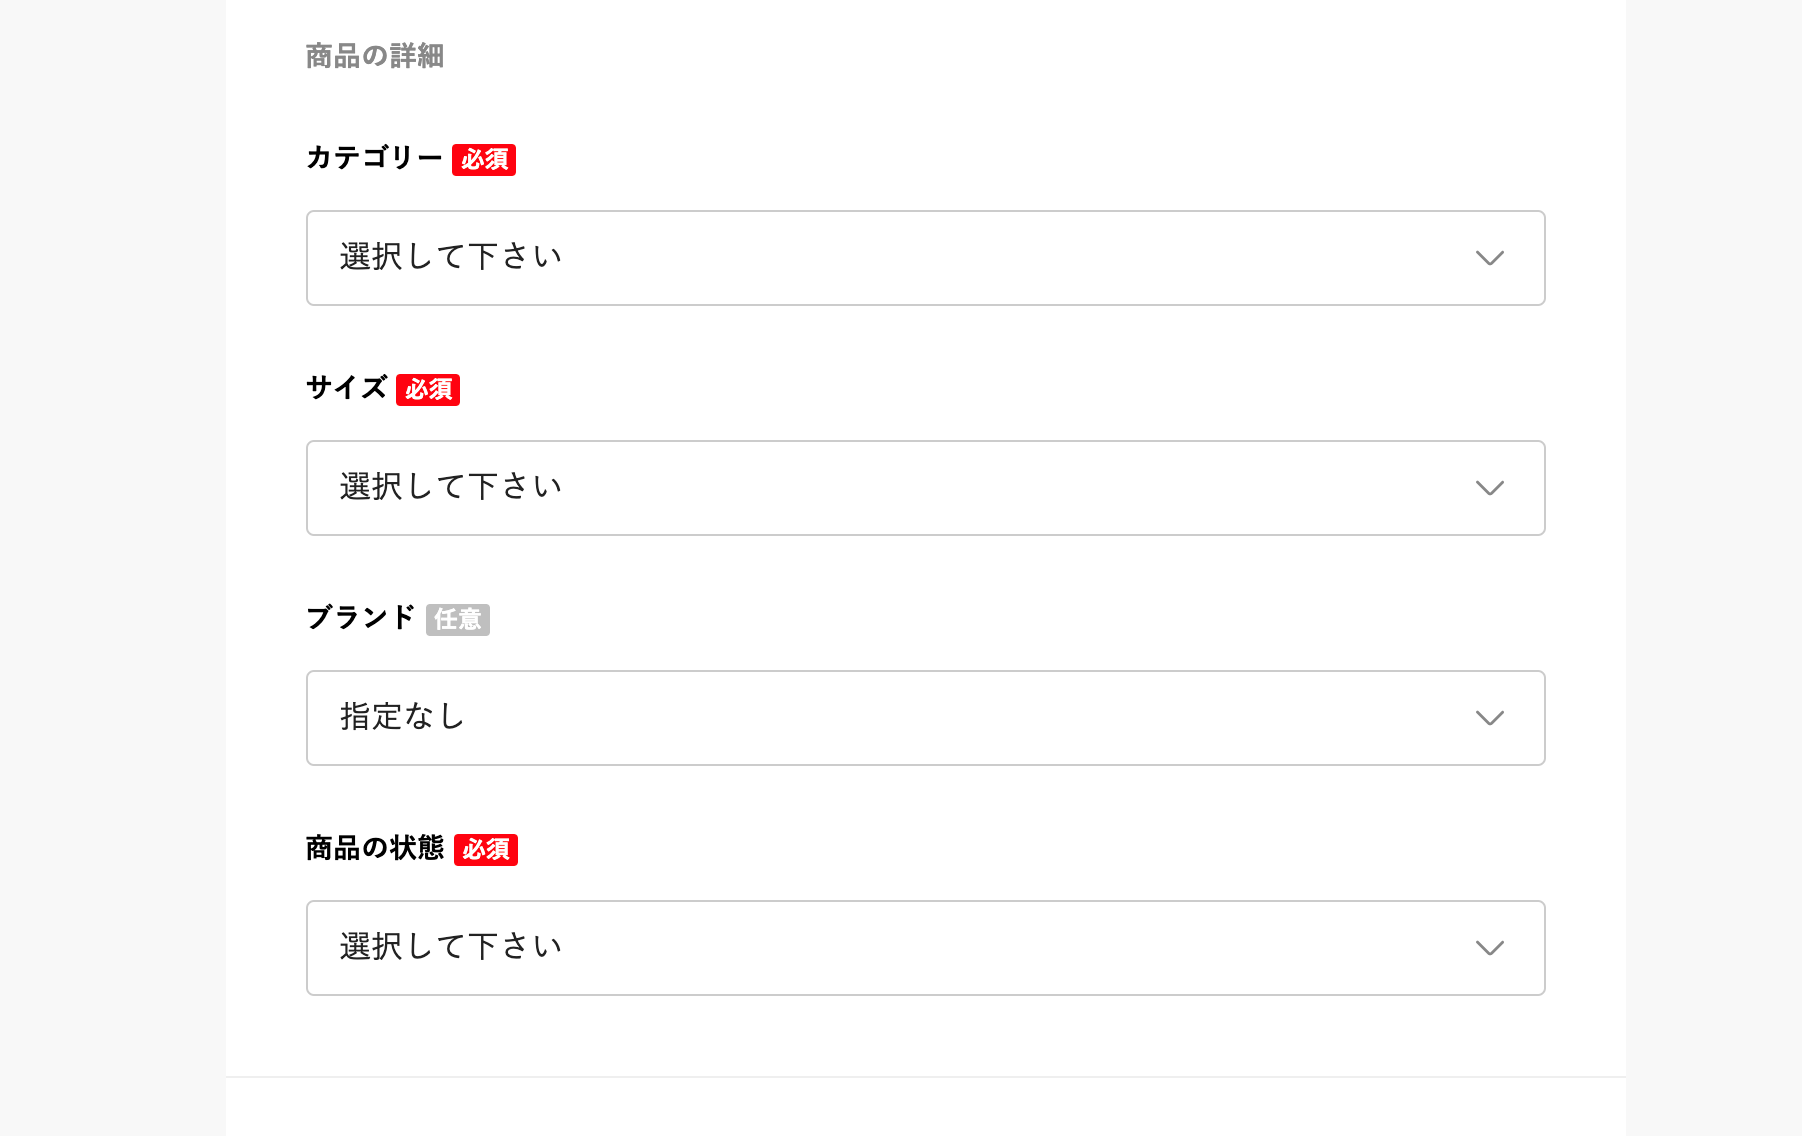 商品の詳細
カテゴリー 必須
選択して下さい
サイズ 必須
選択して下さい
ブランド 任意
指定なし
商品の状態 必須
選択して下さい